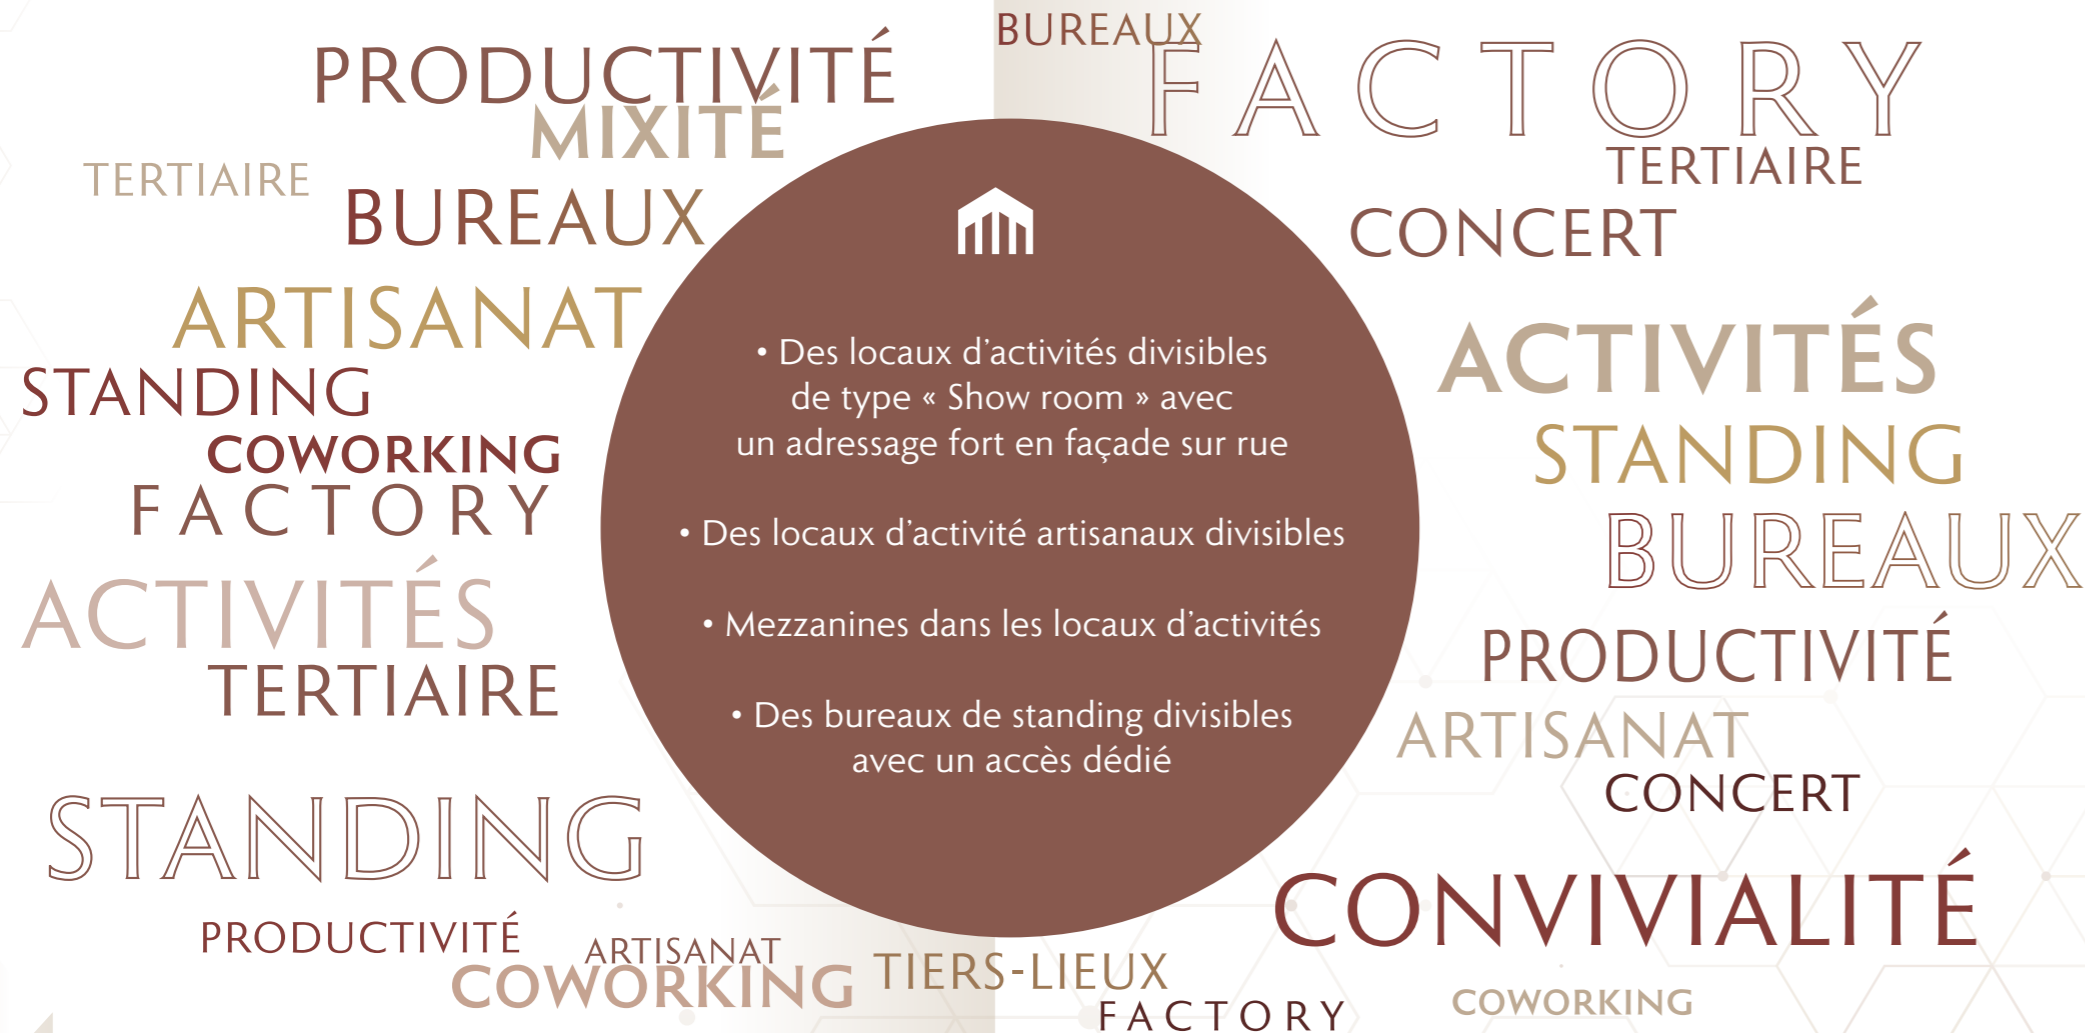 PRODUCTIVITÉ
MIXITÉ
TERTIAIRE
BUREAUX
ARTISANAT
STANDING
COWORKING
FACTORY
ACTIVITÉS
TERTIAIRE
STANDING
PRODUCTIVITÉ
ARTISANAT
COWORKING
• Des locaux d’activités divisibles
de type « Show room » avec
un adressage fort en façade sur rue
• Des locaux d’activité artisanaux divisibles
• Mezzanines dans les locaux d’activités
• Des bureaux de standing divisibles
avec un accès dédié
TIERS-LIEUX
FACTORY
BUREAUX
FACTORY
TERTIAIRE
CONCERT
ACTIVITÉS
STANDING
BUREAUX
PRODUCTIVITÉ
ARTISANAT
CONCERT
CONVIVIALITÉ
COWORKING